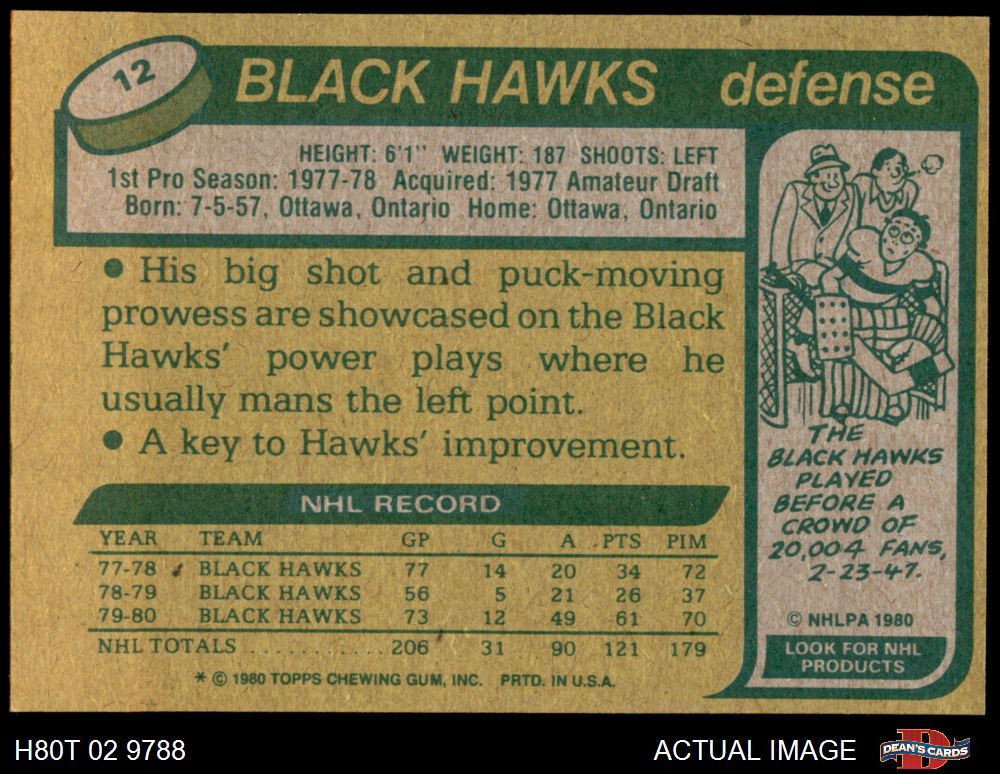 12
BLACK HAWKS defense
HEIGHT: 6'1" WEIGHT: 187 SHOOTS: LEFT
1st Pro Season: 1977-78 Acquired: 1977 Amateur Draft
Born: 7-5-57, Ottawa, Ontario Home: Ottawa, Ontario
• His big shot and puck-moving
prowess are showcased on the Black
Hawks' power plays where he
usually mans the left point.
• A key to Hawks' improvement.
NHL RECORD
YEAR TEAM GP G A PTS PIM
77-78 BLACK HAWKS 77 14 20 34 72
78-79 BLACK HAWKS 56 5 21 26 37
79-80 BLACK HAWKS 73 12 49 61 70
NHL TOTALS ........... 206 31 90 121 179
* © 1980 TOPPS CHEWING GUM, INC. PRTD. IN U.S.A.
THE
BLACK HAWKS
PLAYED
BEFORE A
CROWD OF
20,004 FANS,
2-23-47.
© NHLPA 1980
LOOK FOR NHL
PRODUCTS
H80T 02 9788
ACTUAL IMAGE
DEAN'S CARDS